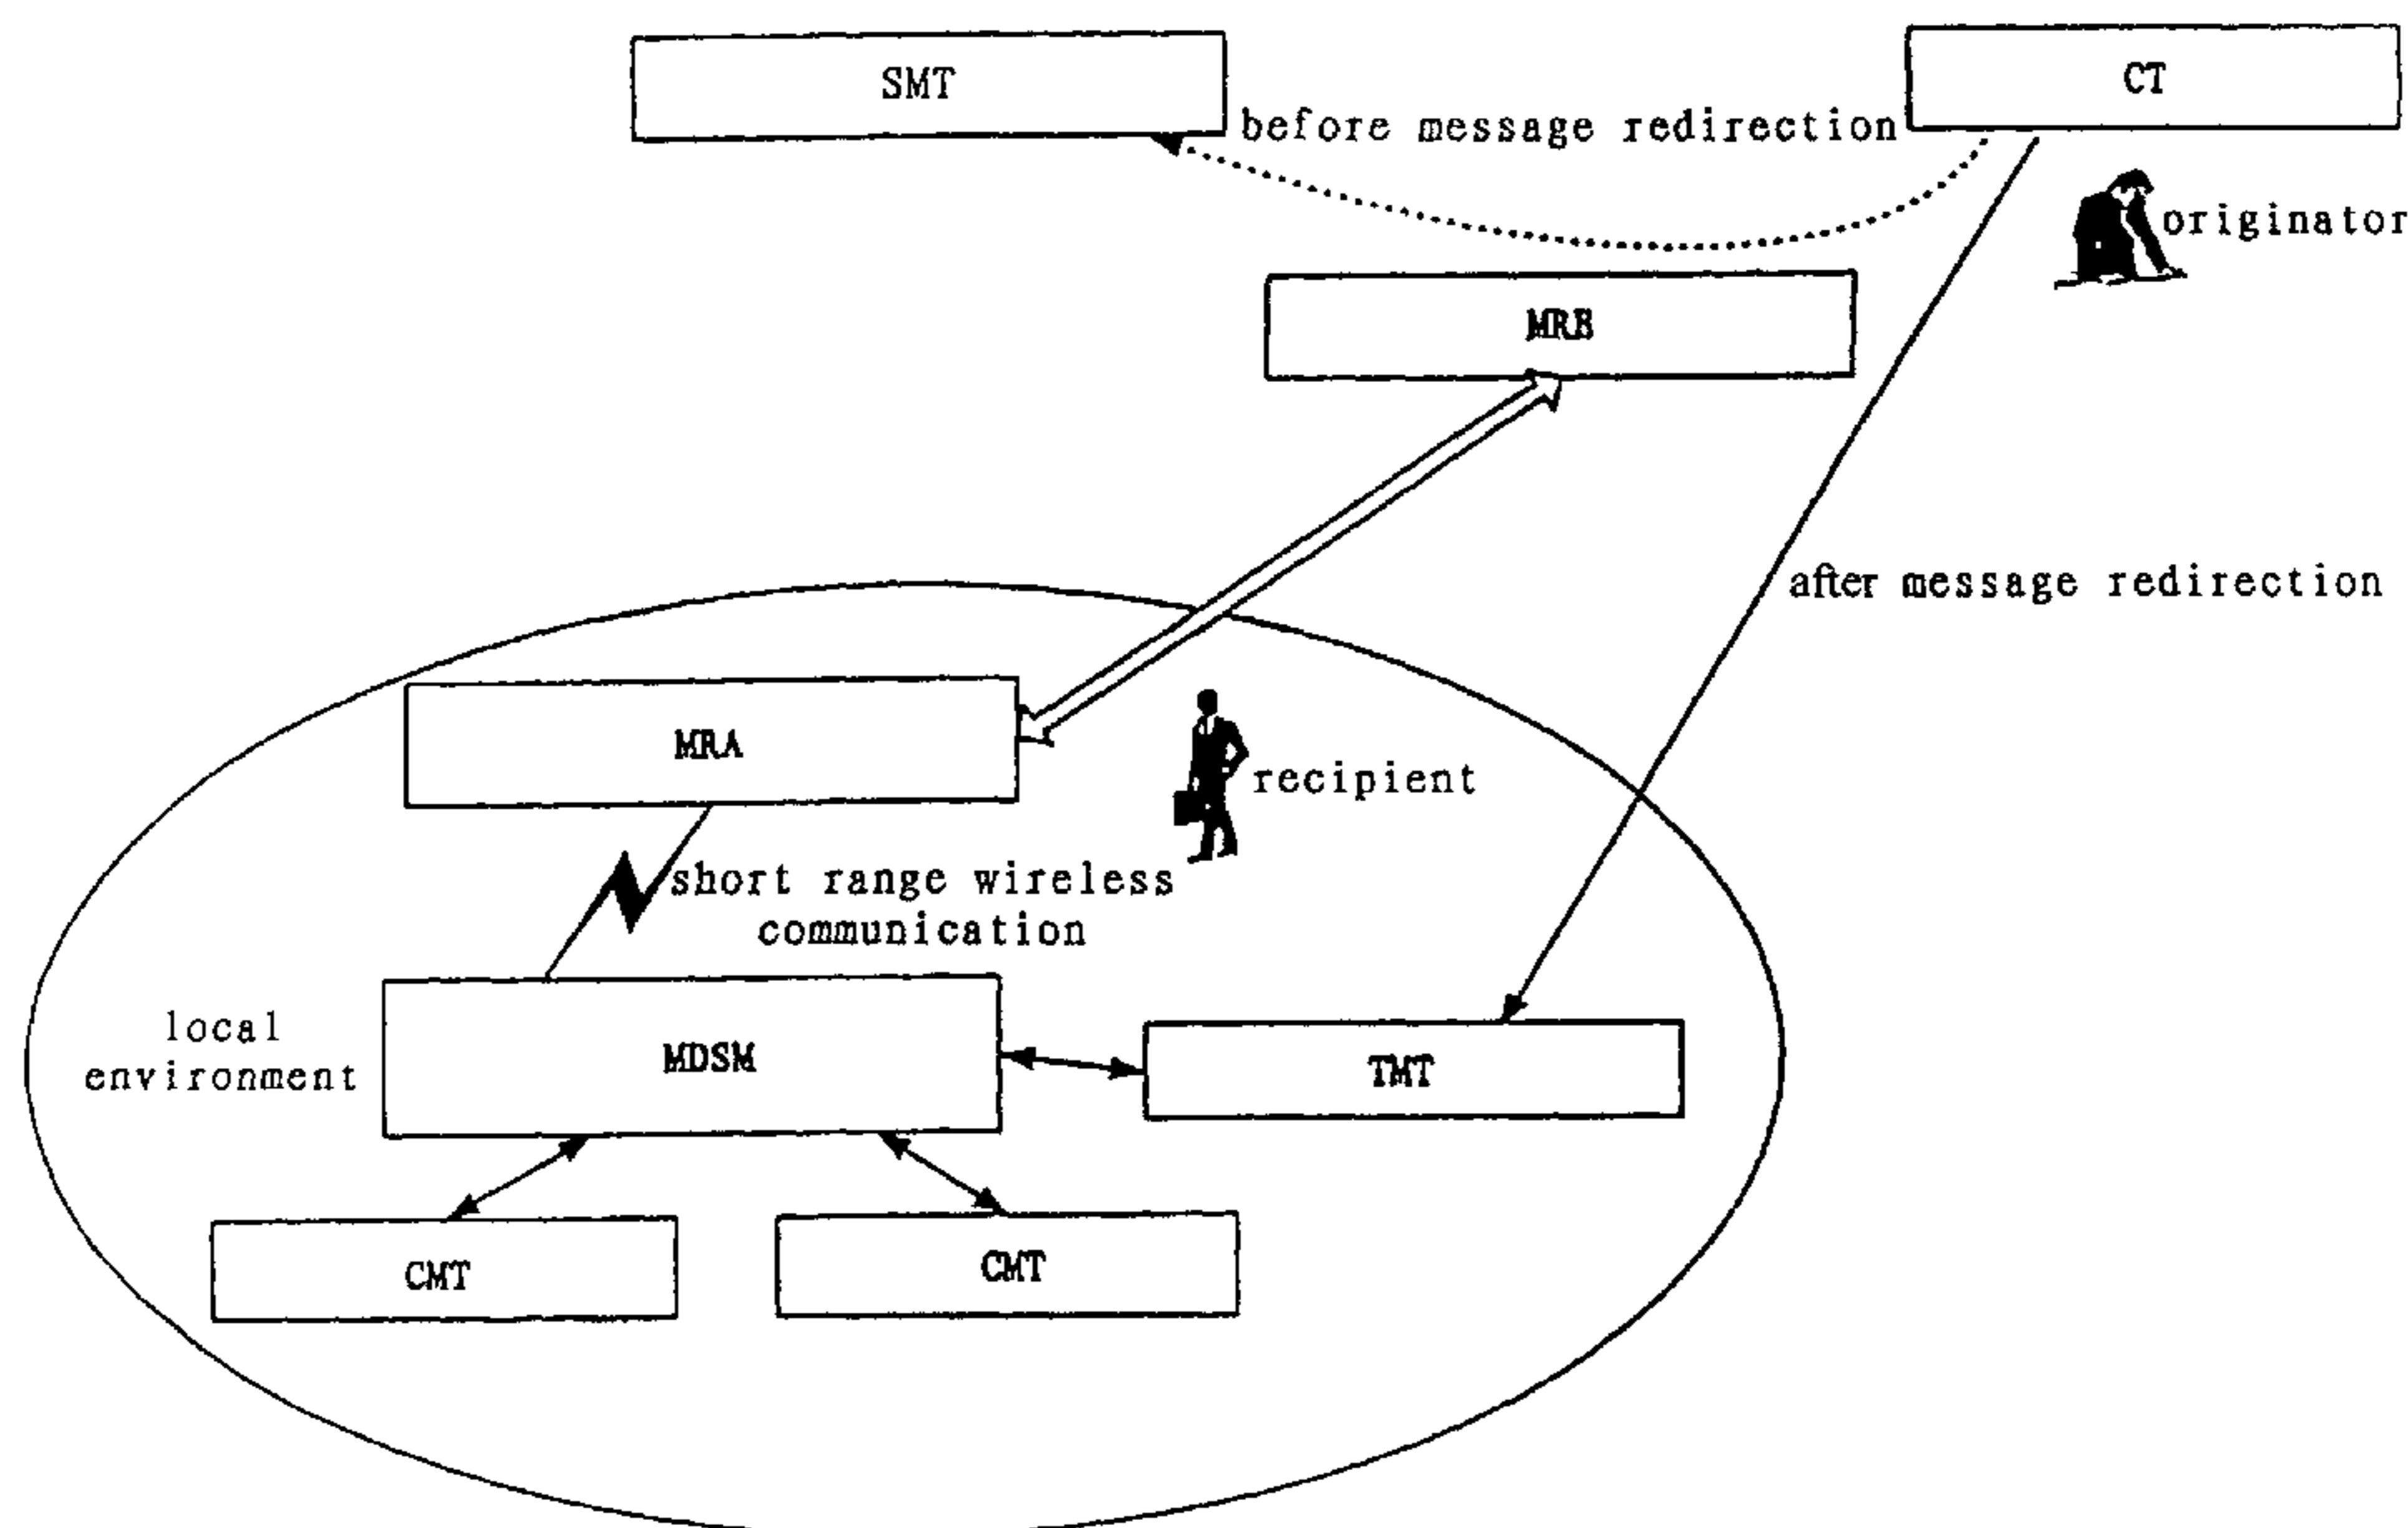 SMT
CT
before message redirection
originator
MRB
after message redirection
MRA
recipient
short range wireless
communication
local
environment
MDSM
TMT
CMT
CMT